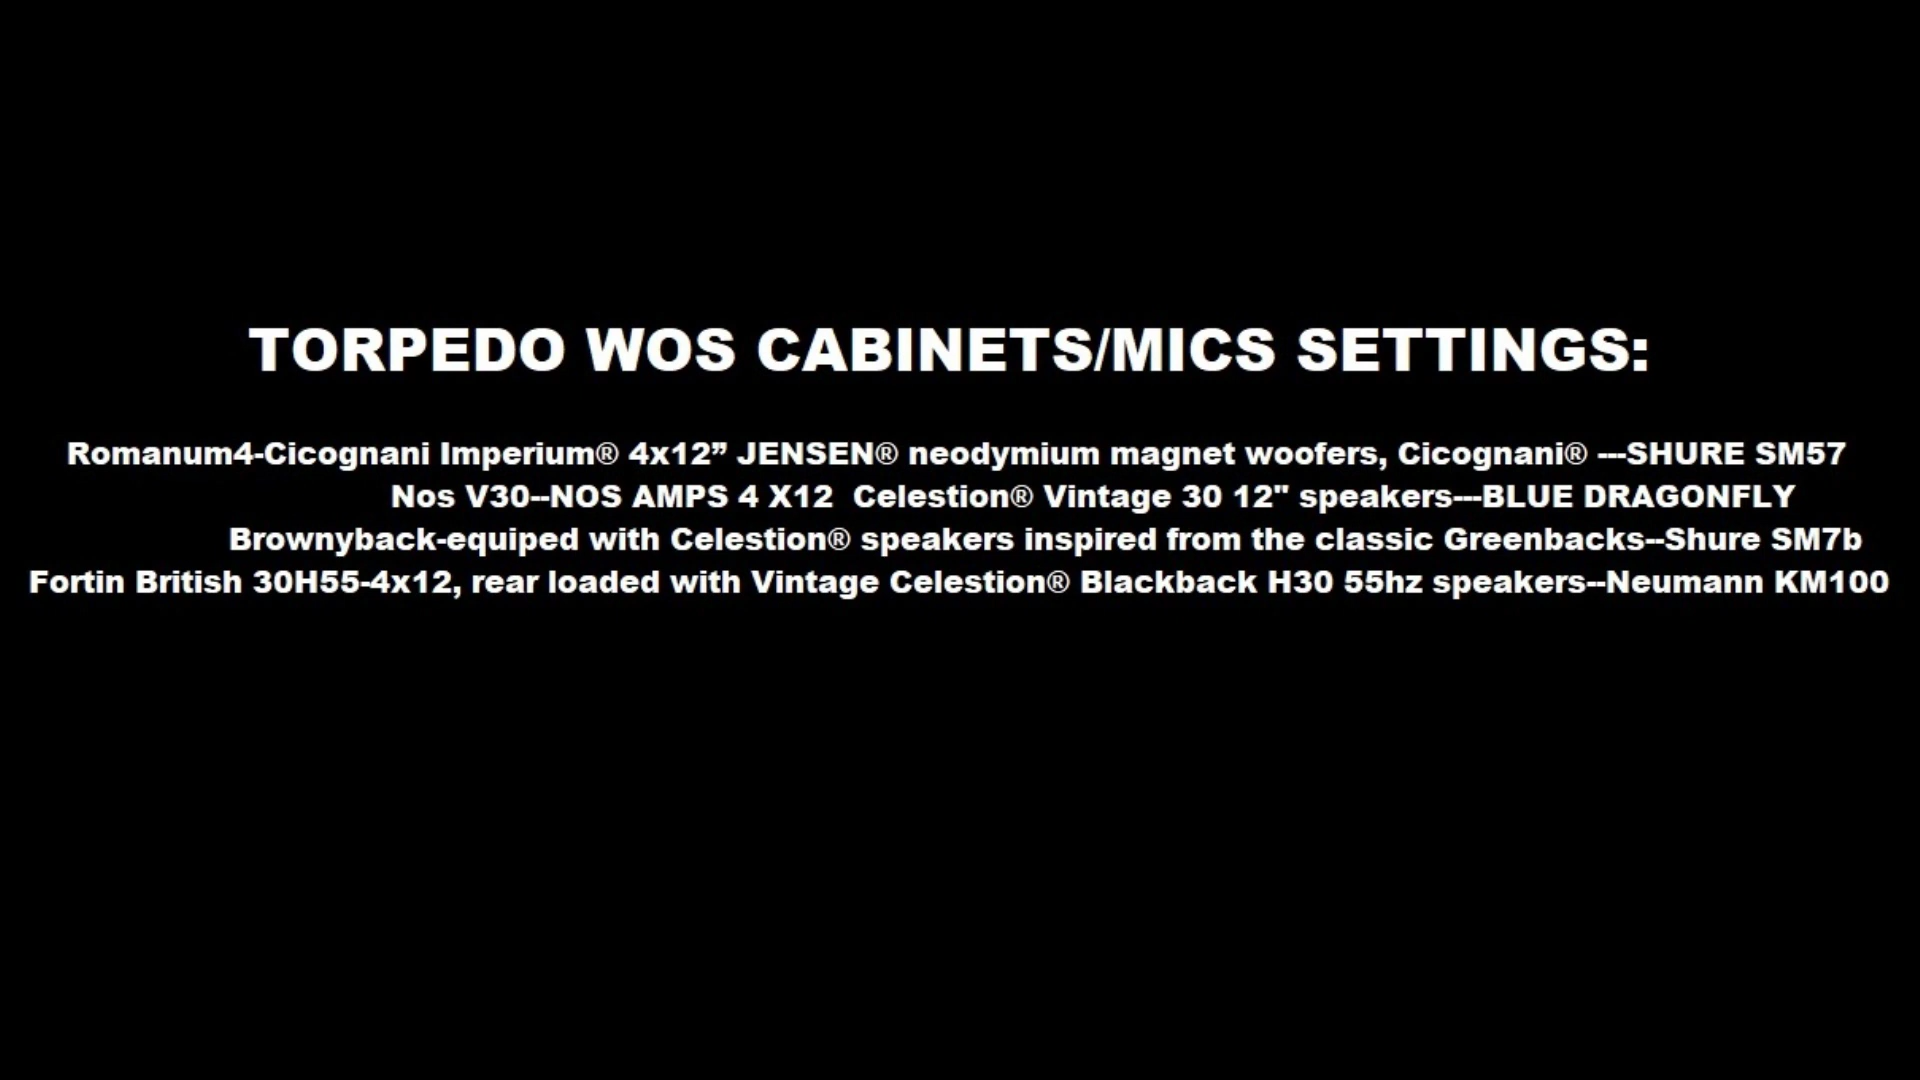 TORPEDO WOS CABINETS/MICS SETTINGS:
Romanum4-Cicognani Imperium® 4x12” JENSEN® neodymium magnet woofers, Cicognani® ---SHURE SM57
Nos V30--NOS AMPS 4 X12  Celestion® Vintage 30 12" speakers---BLUE DRAGONFLY
Brownyback-equiped with Celestion® speakers inspired from the classic Greenbacks--Shure SM7b
Fortin British 30H55-4x12, rear loaded with Vintage Celestion® Blackback H30 55hz speakers--Neumann KM100